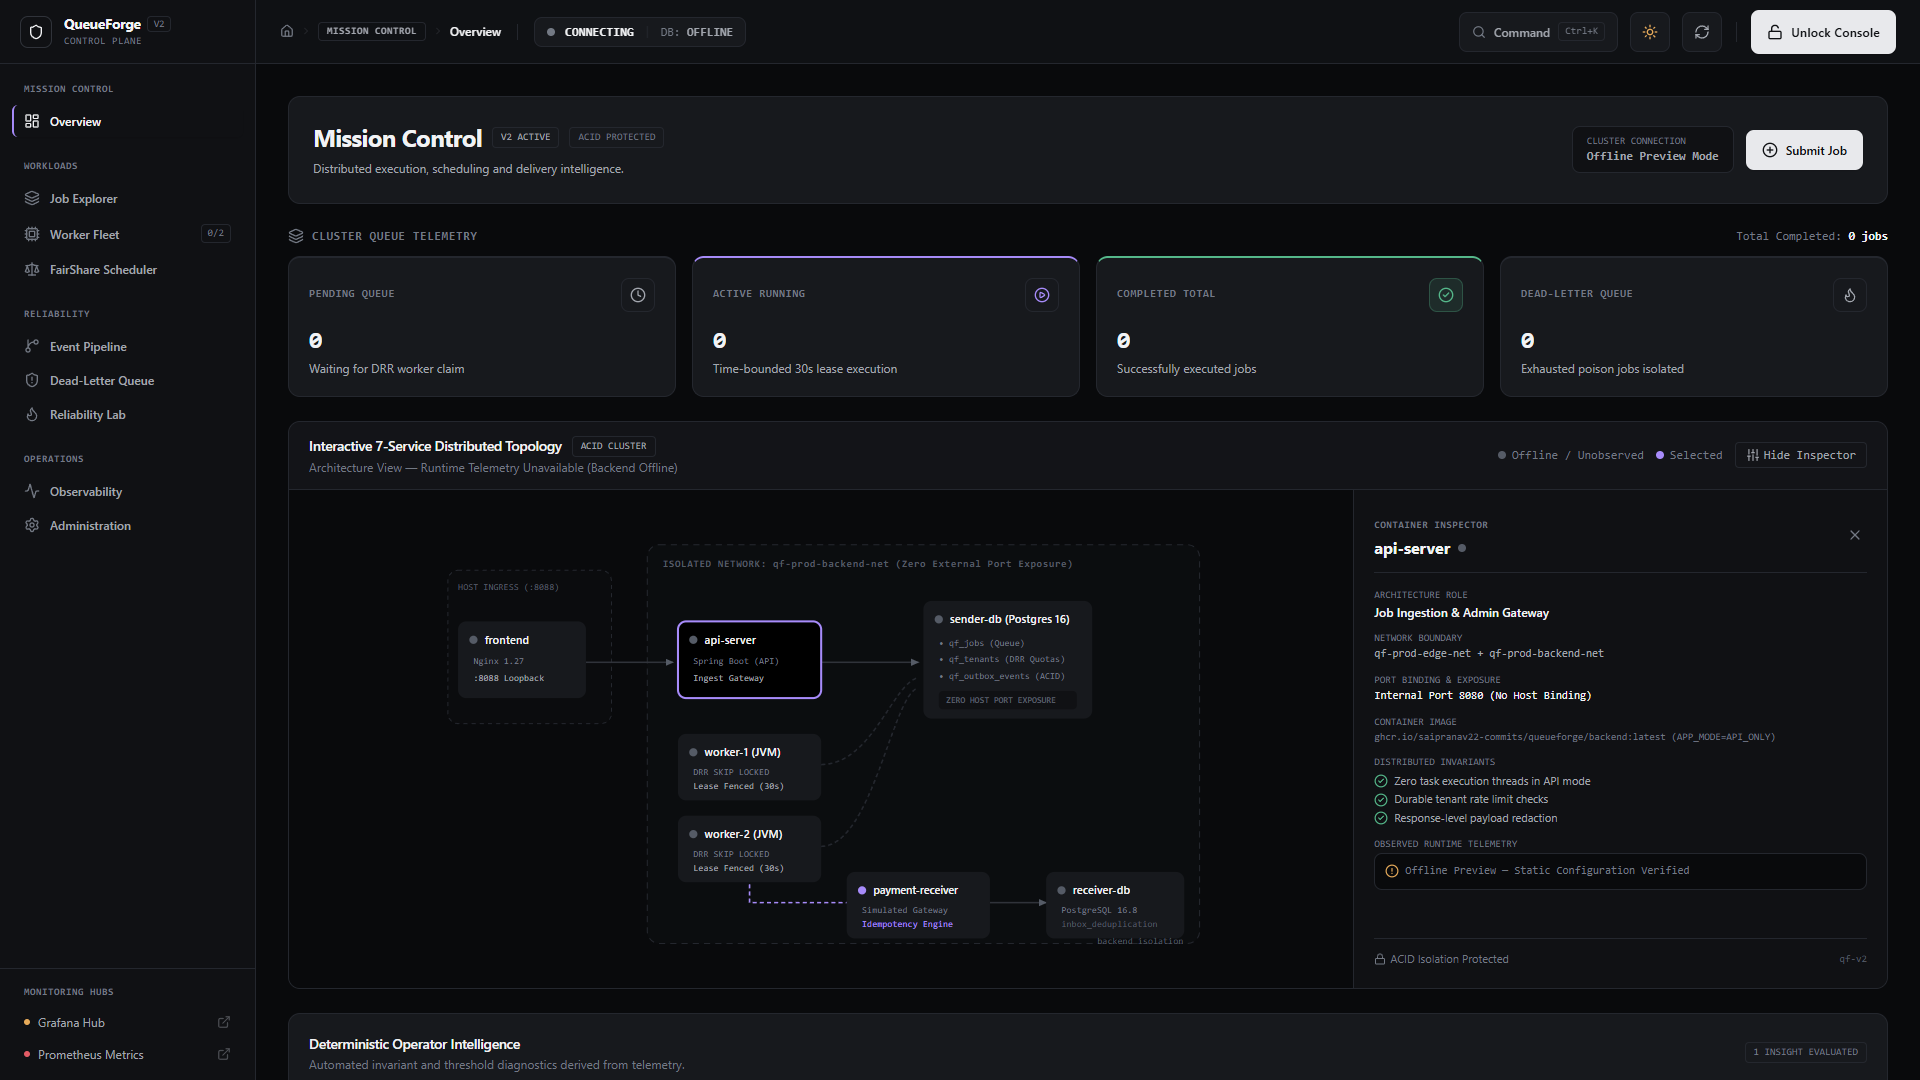 QueueForge V2
CONTROL PLANE
MISSION CONTROL
Overview
WORKLOADS
Job Explorer
Worker Fleet 0/2
FairShare Scheduler
RELIABILITY
Event Pipeline
Dead-Letter Queue
Reliability Lab
OPERATIONS
Observability
Administration
MONITORING HUBS
Grafana Hub
Prometheus Metrics
MISSION CONTROL Overview CONNECTING DB: OFFLINE
Command Ctrl+K
Unlock Console
Mission Control V2 ACTIVE ACID PROTECTED
Distributed execution, scheduling and delivery intelligence.
CLUSTER CONNECTION
Offline Preview Mode
Submit Job
CLUSTER QUEUE TELEMETRY
Total Completed: 0 jobs
PENDING QUEUE
0
Waiting for DRR worker claim
ACTIVE RUNNING
0
Time-bounded 30s lease execution
COMPLETED TOTAL
0
Successfully executed jobs
DEAD-LETTER QUEUE
0
Exhausted poison jobs isolated
Interactive 7-Service Distributed Topology ACID CLUSTER
Architecture View — Runtime Telemetry Unavailable (Backend Offline)
Offline / Unobserved Selected Hide Inspector
HOST INGRESS (:8088)
frontend
Nginx 1.27
:8088 Loopback
ISOLATED NETWORK: qf-prod-backend-net (Zero External Port Exposure)
api-server
Spring Boot (API)
Ingest Gateway
sender-db (Postgres 16)
• qf_jobs (Queue)
• qf_tenants (DRR Quotas)
• qf_outbox_events (ACID)
ZERO HOST PORT EXPOSURE
worker-1 (JVM)
DRR SKIP LOCKED
Lease Fenced (30s)
worker-2 (JVM)
DRR SKIP LOCKED
Lease Fenced (30s)
payment-receiver
Simulated Gateway
Idempotency Engine
receiver-db
PostgreSQL 16.8
inbox_deduplication
backend isolation
CONTAINER INSPECTOR
api-server
ARCHITECTURE ROLE
Job Ingestion & Admin Gateway
NETWORK BOUNDARY
qf-prod-edge-net + qf-prod-backend-net
PORT BINDING & EXPOSURE
Internal Port 8080 (No Host Binding)
CONTAINER IMAGE
ghcr.io/saipranav22-commits/queueforge/backend:latest (APP_MODE=API_ONLY)
DISTRIBUTED INVARIANTS
Zero task execution threads in API mode
Durable tenant rate limit checks
Response-level payload redaction
OBSERVED RUNTIME TELEMETRY
Offline Preview — Static Configuration Verified
ACID Isolation Protected
qf-v2
Deterministic Operator Intelligence
Automated invariant and threshold diagnostics derived from telemetry.
1 INSIGHT EVALUATED